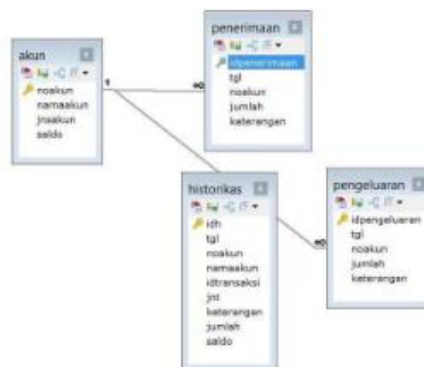 akun
noakun
namaakun
jnsakun
saldo
1
∞
penerimaan
idpenerimaan
tgl
noakun
jumlah
keterangan
historikas
idh
tgl
noakun
namaakun
idtransaksi
jnt
keterangan
jumlah
saldo
∞
pengeluaran
idpengeluaran
tgl
noakun
jumlah
keterangan